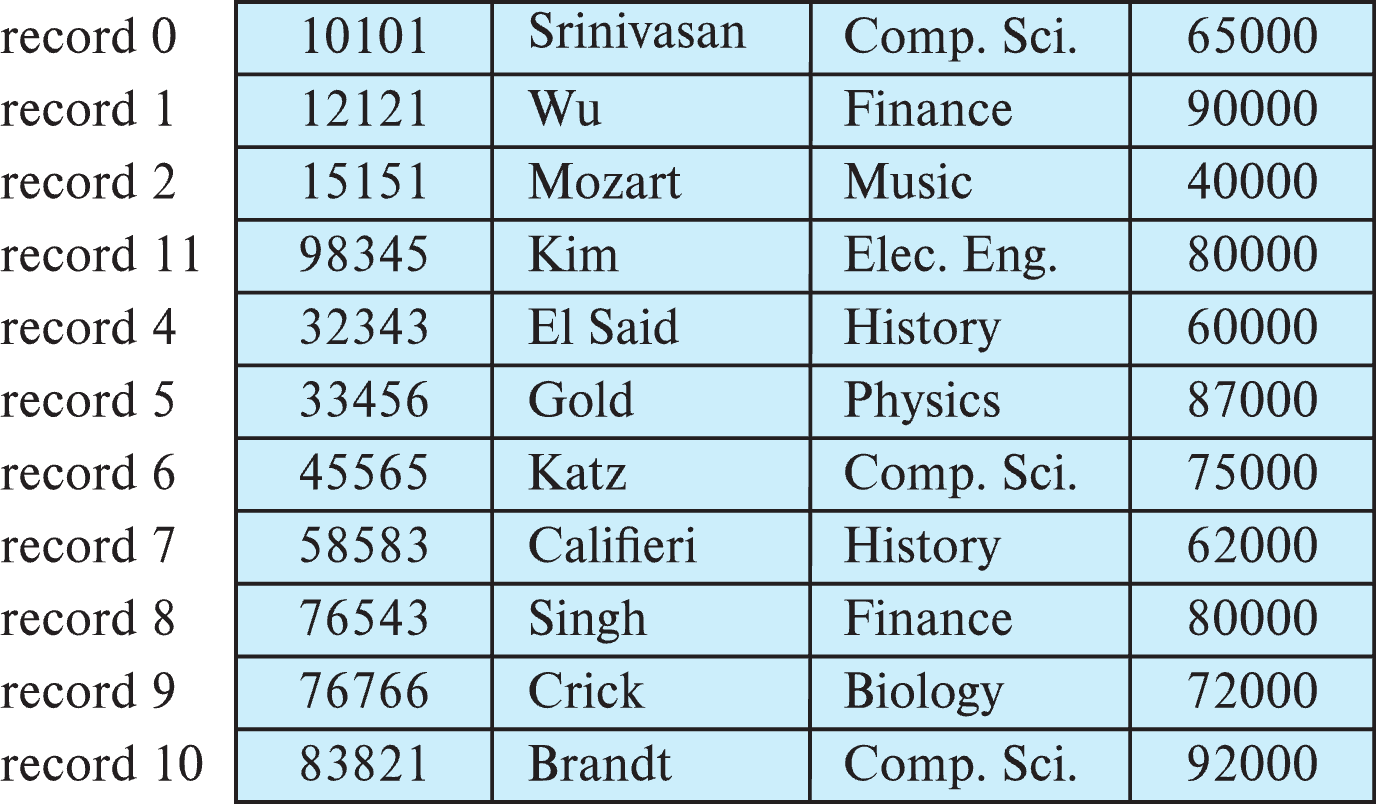 record 0 10101 Srinivasan Comp. Sci. 65000
record 1 12121 Wu Finance 90000
record 2 15151 Mozart Music 40000
record 11 98345 Kim Elec. Eng. 80000
record 4 32343 El Said History 60000
record 5 33456 Gold Physics 87000
record 6 45565 Katz Comp. Sci. 75000
record 7 58583 Califieri History 62000
record 8 76543 Singh Finance 80000
record 9 76766 Crick Biology 72000
record 10 83821 Brandt Comp. Sci. 92000